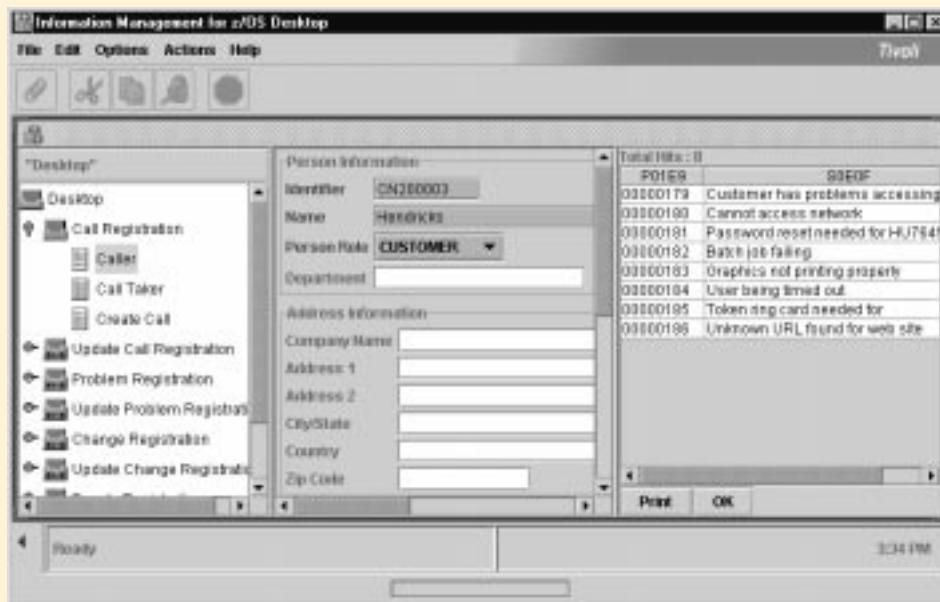 Information Management for z/OS Desktop
File Edit Options Actions Help
Tivoli
"Desktop"
Desktop
Call Registration
Caller
Call Taker
Create Call
Update Call Registration
Problem Registration
Update Problem Registrati
Change Registration
Update Change Registratio
Person Information
Identifier CN200003
Name Hendricks
Person Role CUSTOMER
Department
Address Information
Company Name
Address 1
Address 2
City/State
Country
Zip Code
Total Hits : 8
P01E9 S0E0F
00000179 Customer has problems accessing
00000180 Cannot access network
00000181 Password reset needed for HU764
00000182 Batch job failing
00000183 Graphics not printing properly
00000184 User being timed out
00000185 Token ring card needed for
00000186 Unknown URL found for web site
Print OK
Ready
3:34 PM